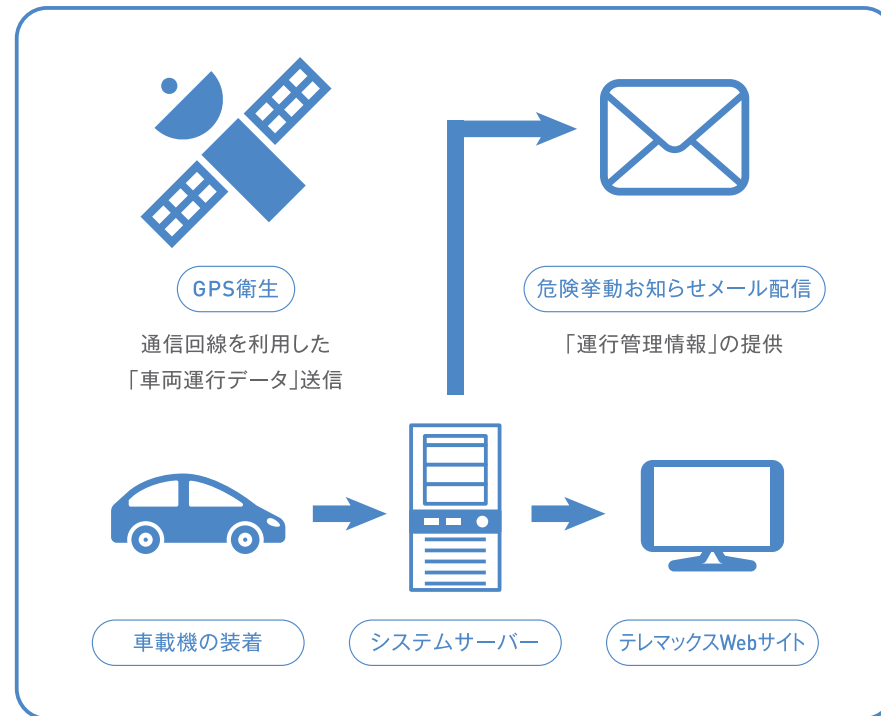 GPS衛生
通信回線を利用した
「車両運行データ」送信
危険挙動お知らせメール配信
「運行管理情報」の提供
車載機の装着
システムサーバー
テレマックスWebサイト